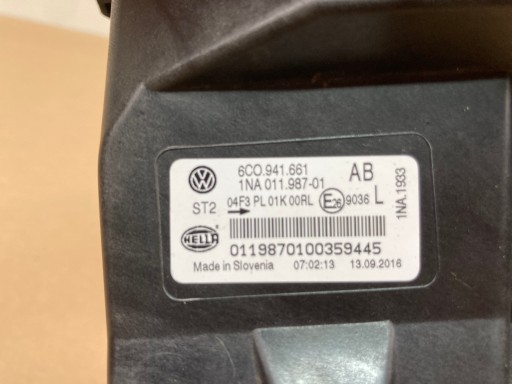 6C0.941.661 AB
1NA 011.987-01
ST2 04F3 PL 01K 00RL E26 9036 L
1NA.1933
HELLA
0119870100359445
Made in Slovenia 07:02:13 13.09.2016